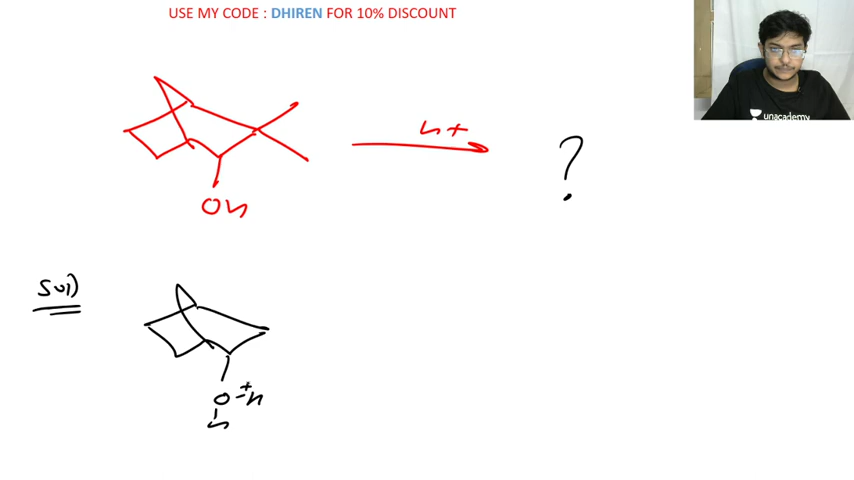 USE MY CODE : DHIREN FOR 10% DISCOUNT
unacademy
H+
OH
?
Sol)
O+-H
H